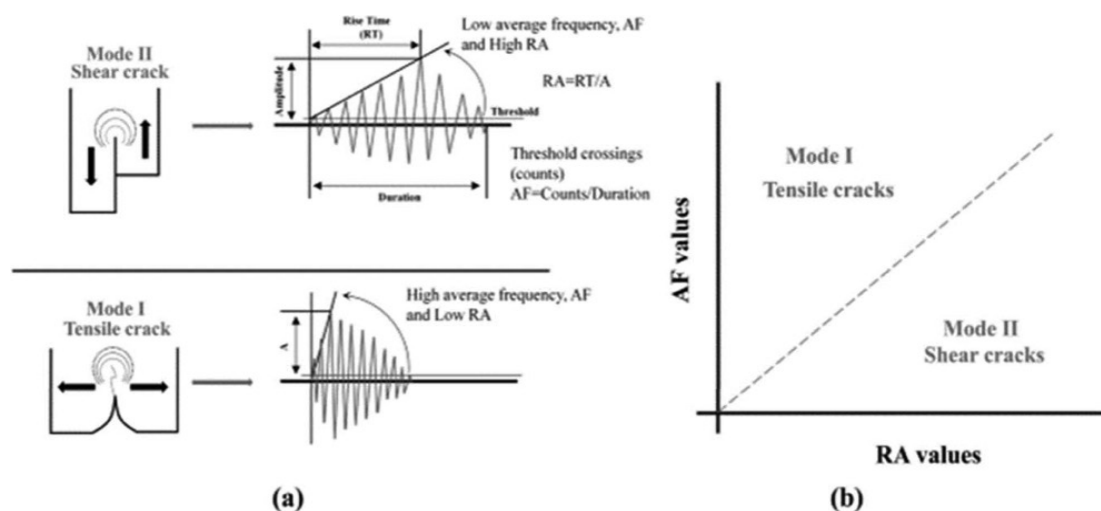 Mode II
Shear crack
Rise Time
(RT)
Amplitude
Low average frequency, AF
and High RA
RA=RT/A
Threshold
Threshold crossings
(counts)
AF=Counts/Duration
Duration
Mode I
Tensile crack
A
High average frequency, AF
and Low RA
(a)
AF values
Mode I
Tensile cracks
Mode II
Shear cracks
RA values
(b)